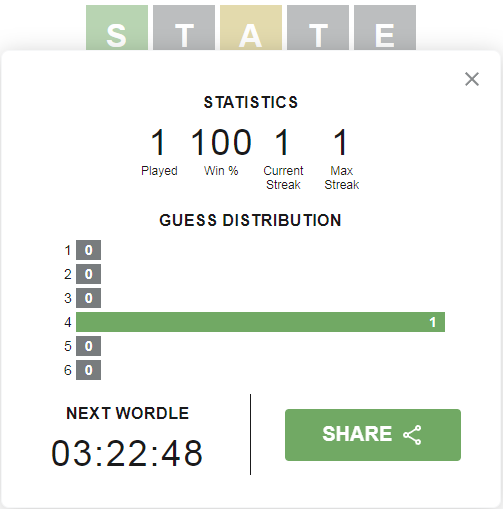 S T A T E
STATISTICS
1 100 1 1
Played Win % Current Max
Streak Streak
GUESS DISTRIBUTION
1 0
2 0
3 0
4 1
5 0
6 0
NEXT WORDLE
03:22:48
SHARE